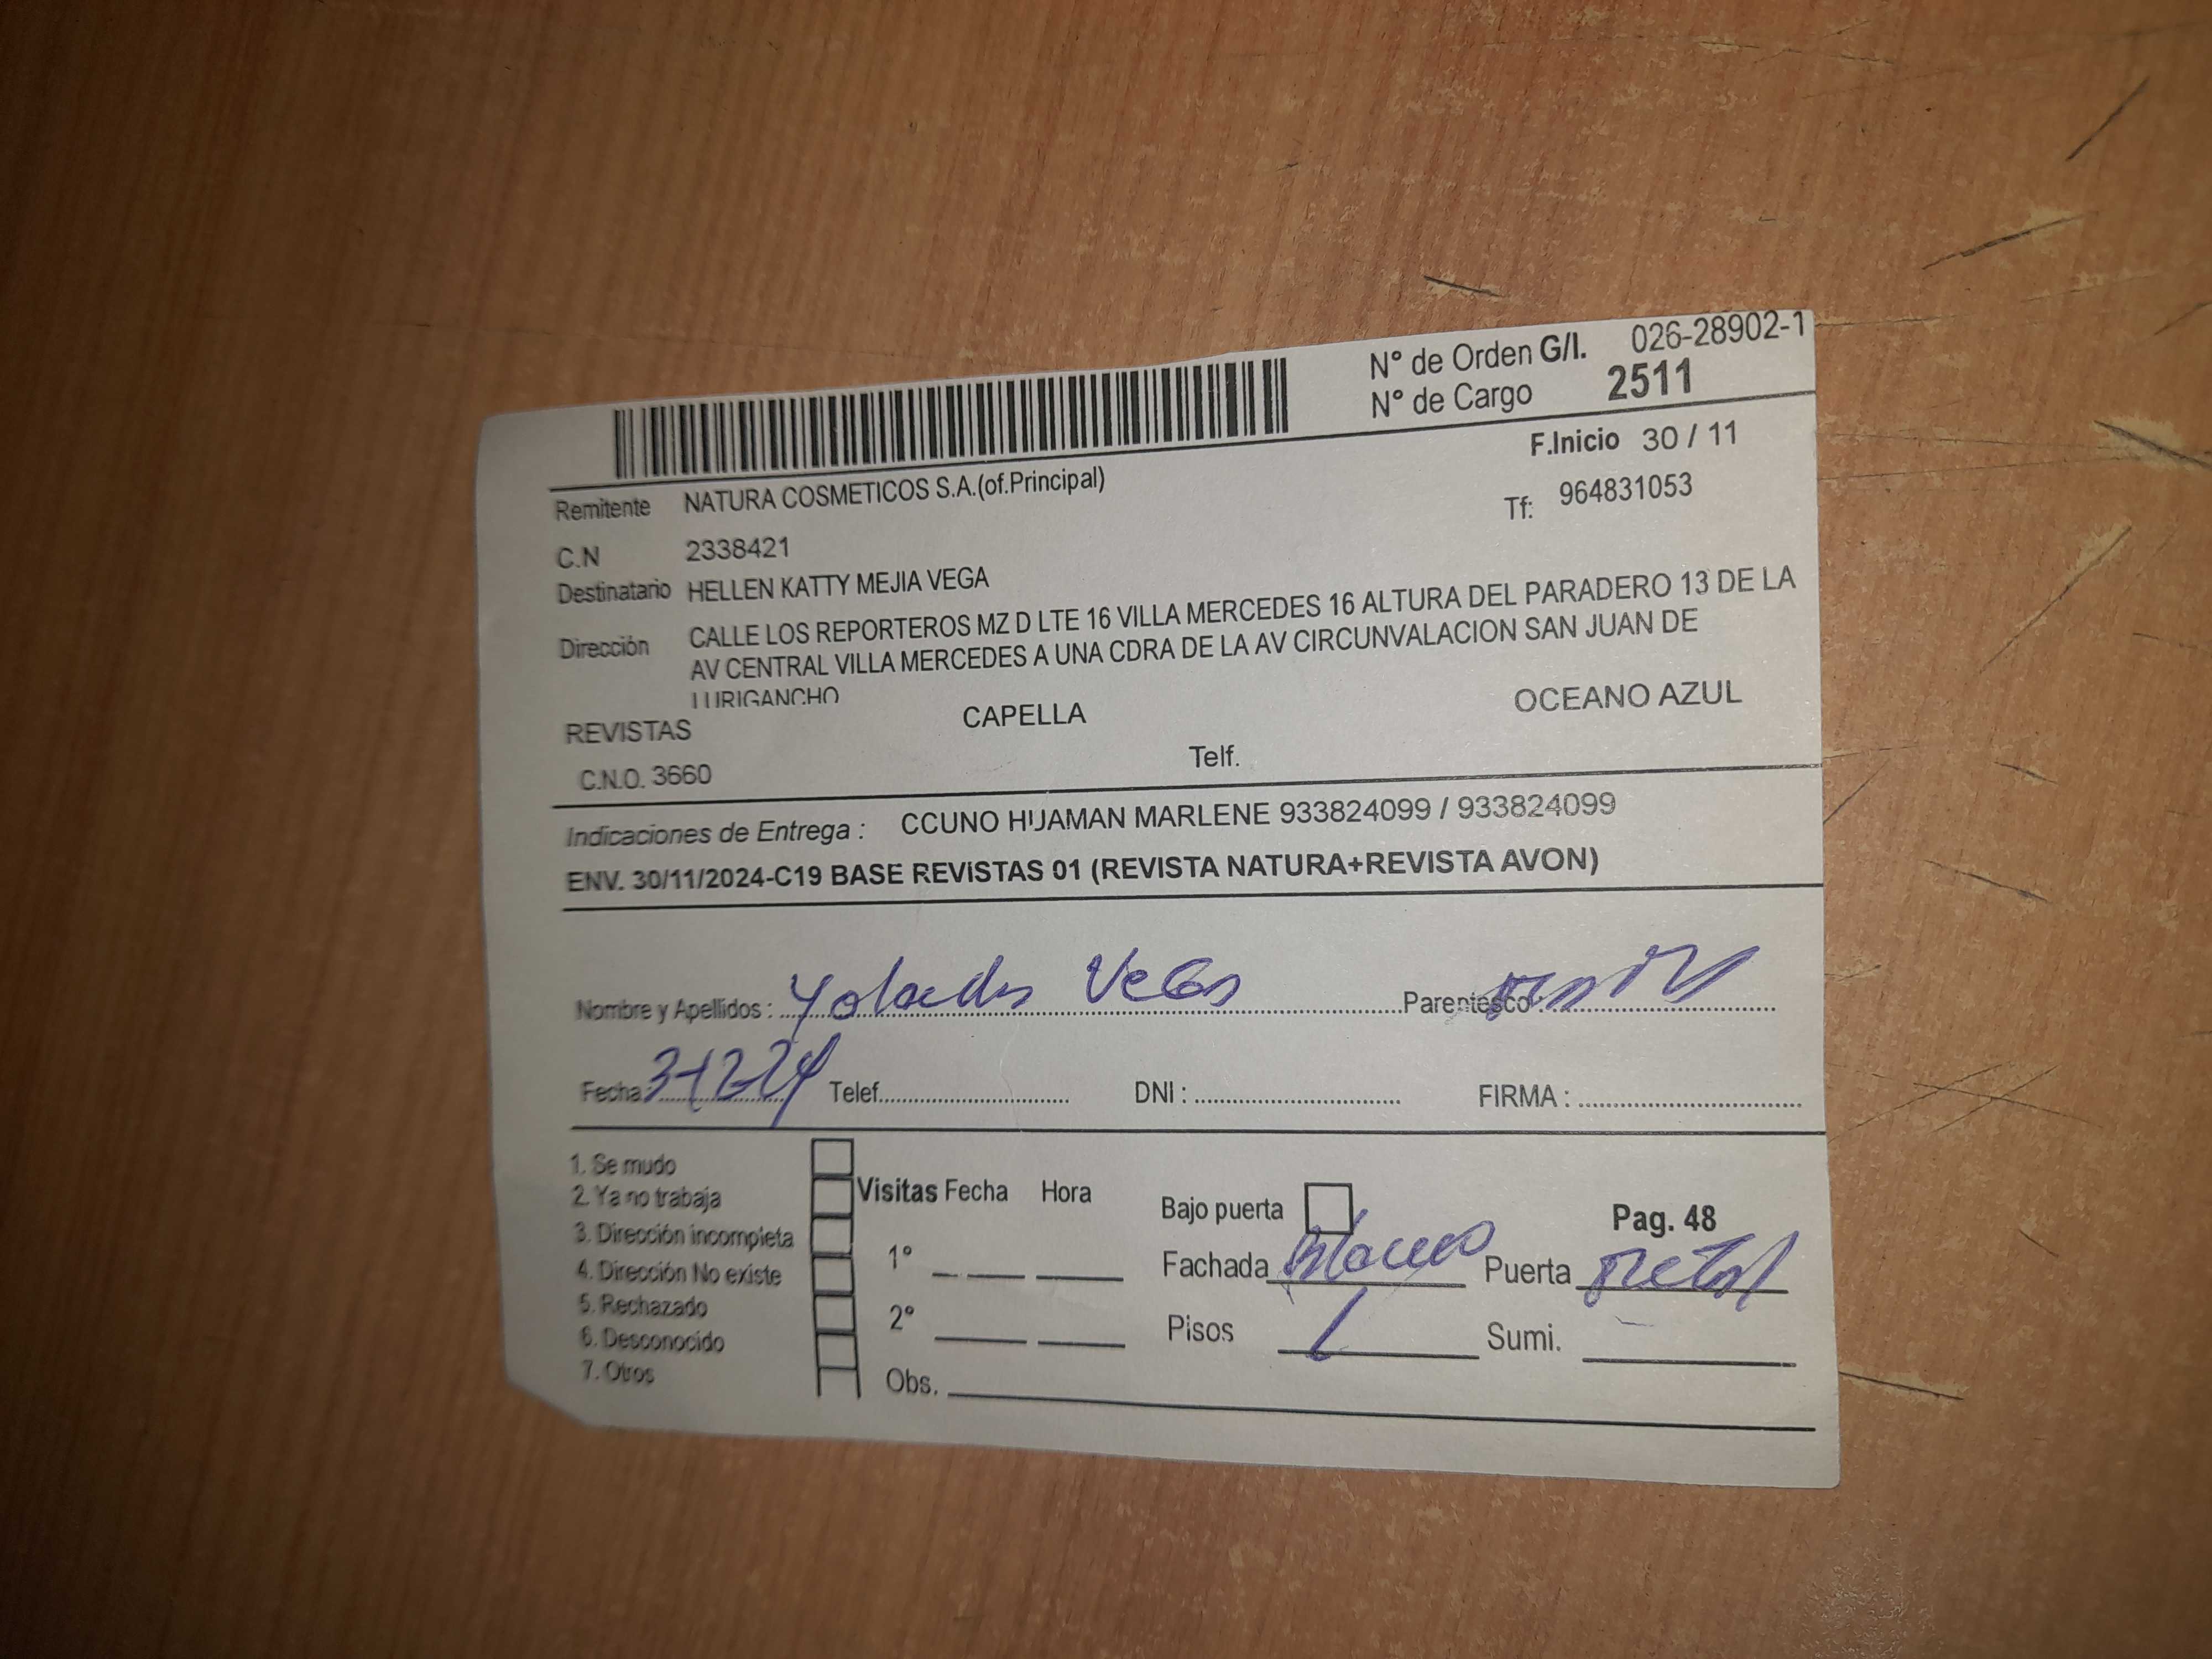 N° de Orden G/I. 026-28902-1
N° de Cargo 2511
F.Inicio 30 / 11
Remitente NATURA COSMETICOS S.A.(of.Principal)
Tf: 964831053
C.N 2338421
Destinatario HELLEN KATTY MEJIA VEGA
Dirección CALLE LOS REPORTEROS MZ D LTE 16 VILLA MERCEDES 16 ALTURA DEL PARADERO 13 DE LA
AV CENTRAL VILLA MERCEDES A UNA CDRA DE LA AV CIRCUNVALACION SAN JUAN DE
LURIGANCHO
REVISTAS CAPELLA OCEANO AZUL
C.N.O. 3660 Telf.
Indicaciones de Entrega : CCUNO HUAMAN MARLENE 933824099 / 933824099
ENV. 30/11/2024-C19 BASE REVISTAS 01 (REVISTA NATURA+REVISTA AVON)
Nombre y Apellidos : Parentesco :
Fecha: 3-12-24 Telef. DNI : FIRMA :
1. Se mudo
2. Ya no trabaja
3. Dirección incompleta
4. Dirección No existe
5. Rechazado
6. Desconocido
7. Otros
Visitas Fecha Hora
1°
2°
Obs.
Bajo puerta Pag. 48
Fachada Blanco Puerta Metal
Pisos 1 Sumi.